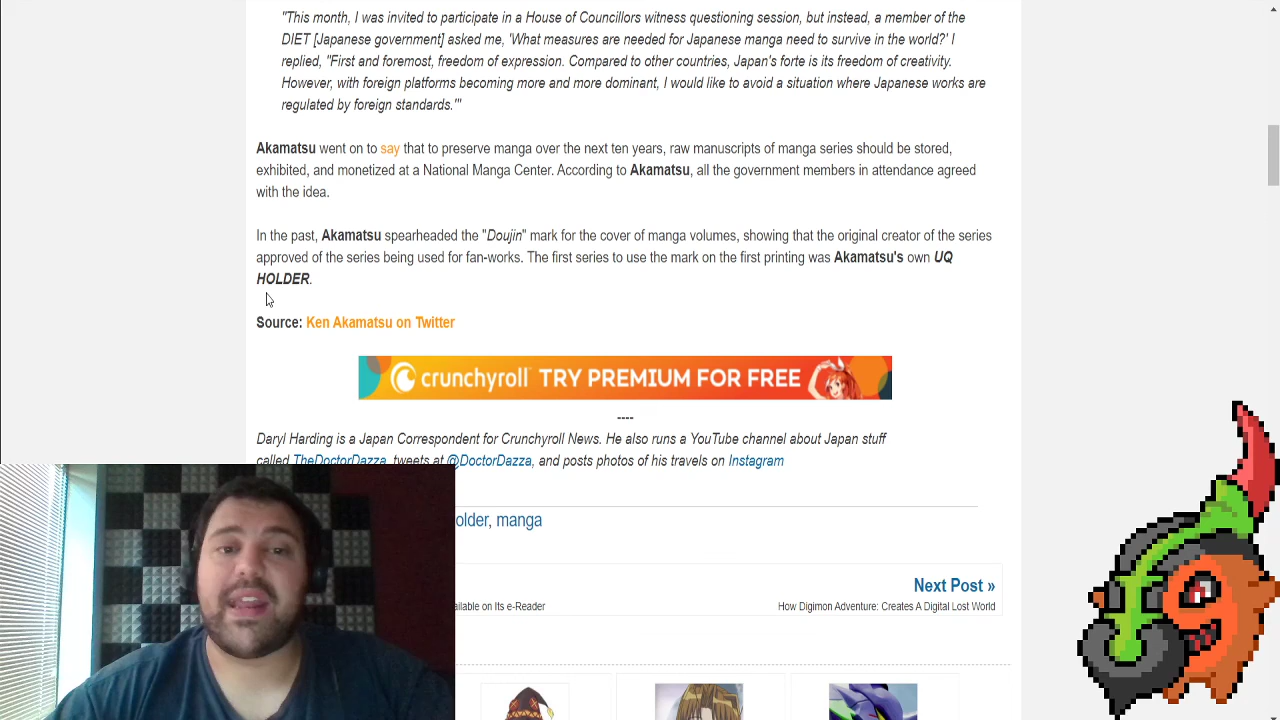 "This month, I was invited to participate in a House of Councillors witness questioning session, but instead, a member of the
DIET [Japanese government] asked me, 'What measures are needed for Japanese manga need to survive in the world?' I
replied, "First and foremost, freedom of expression. Compared to other countries, Japan's forte is its freedom of creativity.
However, with foreign platforms becoming more and more dominant, I would like to avoid a situation where Japanese works are
regulated by foreign standards.'"
Akamatsu went on to say that to preserve manga over the next ten years, raw manuscripts of manga series should be stored,
exhibited, and monetized at a National Manga Center. According to Akamatsu, all the government members in attendance agreed
with the idea.
In the past, Akamatsu spearheaded the "Doujin" mark for the cover of manga volumes, showing that the original creator of the series
approved of the series being used for fan-works. The first series to use the mark on the first printing was Akamatsu's own UQ
HOLDER.
Source: Ken Akamatsu on Twitter
crunchyroll TRY PREMIUM FOR FREE
----
Daryl Harding is a Japan Correspondent for Crunchyroll News. He also runs a YouTube channel about Japan stuff
called TheDoctorDazza, tweets at @DoctorDazza, and posts photos of his travels on Instagram
older, manga
Next Post »
ailable on Its e-Reader
How Digimon Adventure: Creates A Digital Lost World